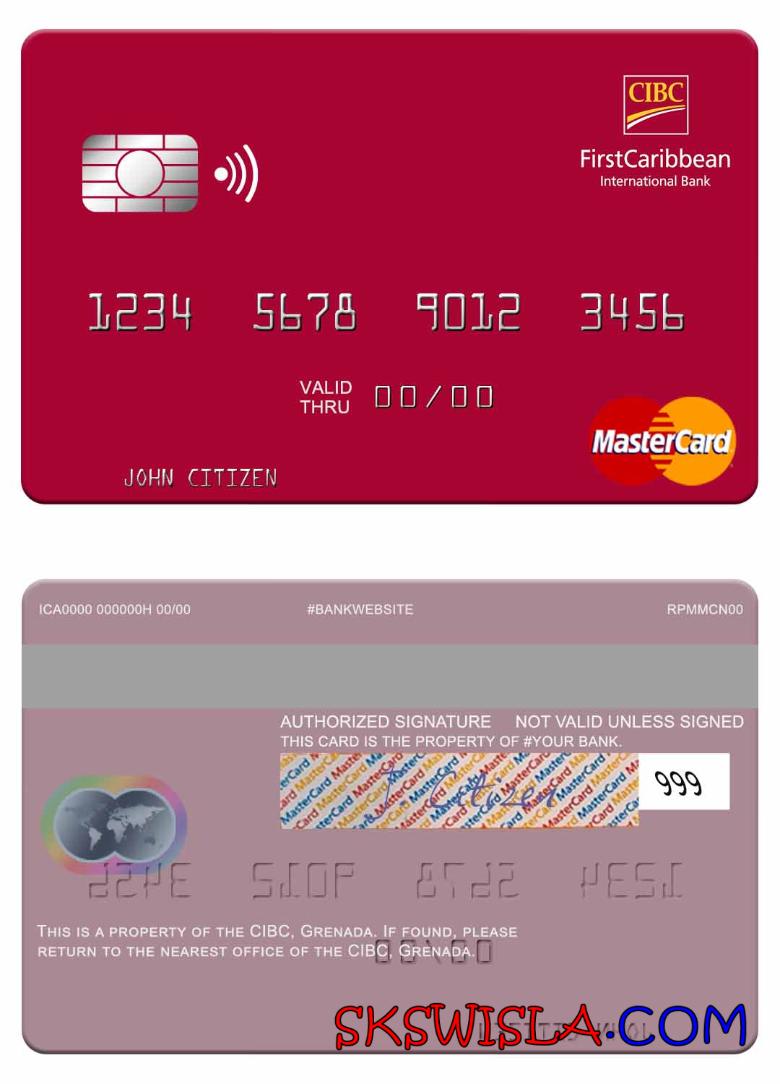 CIBC
FirstCaribbean
International Bank
1234 5678 9012 3456
VALID THRU 00/00
MasterCard
JOHN CITIZEN
ICA0000 000000H 00/00 #BANKWEBSITE RPMMCN00
AUTHORIZED SIGNATURE NOT VALID UNLESS SIGNED
THIS CARD IS THE PROPERTY OF #YOUR BANK.
J. Citizen 999
THIS IS A PROPERTY OF THE CIBC, GRENADA. IF FOUND, PLEASE
RETURN TO THE NEAREST OFFICE OF THE CIBC, GRENADA.
SKSWISLA.COM